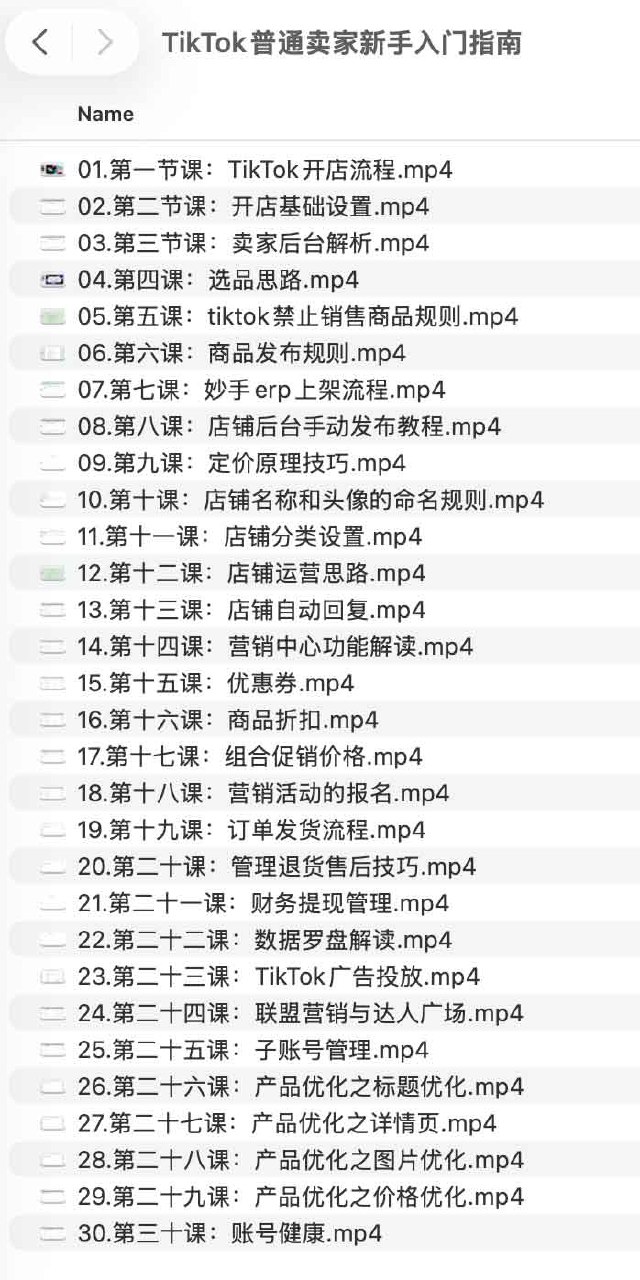 TikTok普通卖家新手入门指南
Name
01.第一节课：TikTok开店流程.mp4
02.第二节课：开店基础设置.mp4
03.第三节课：卖家后台解析.mp4
04.第四课：选品思路.mp4
05.第五课：tiktok禁止销售商品规则.mp4
06.第六课：商品发布规则.mp4
07.第七课：妙手erp上架流程.mp4
08.第八课：店铺后台手动发布教程.mp4
09.第九课：定价原理技巧.mp4
10.第十课：店铺名称和头像的命名规则.mp4
11.第十一课：店铺分类设置.mp4
12.第十二课：店铺运营思路.mp4
13.第十三课：店铺自动回复.mp4
14.第十四课：营销中心功能解读.mp4
15.第十五课：优惠券.mp4
16.第十六课：商品折扣.mp4
17.第十七课：组合促销价格.mp4
18.第十八课：营销活动的报名.mp4
19.第十九课：订单发货流程.mp4
20.第二十课：管理退货售后技巧.mp4
21.第二十一课：财务提现管理.mp4
22.第二十二课：数据罗盘解读.mp4
23.第二十三课：TikTok广告投放.mp4
24.第二十四课：联盟营销与达人广场.mp4
25.第二十五课：子账号管理.mp4
26.第二十六课：产品优化之标题优化.mp4
27.第二十七课：产品优化之详情页.mp4
28.第二十八课：产品优化之图片优化.mp4
29.第二十九课：产品优化之价格优化.mp4
30.第三十课：账号健康.mp4